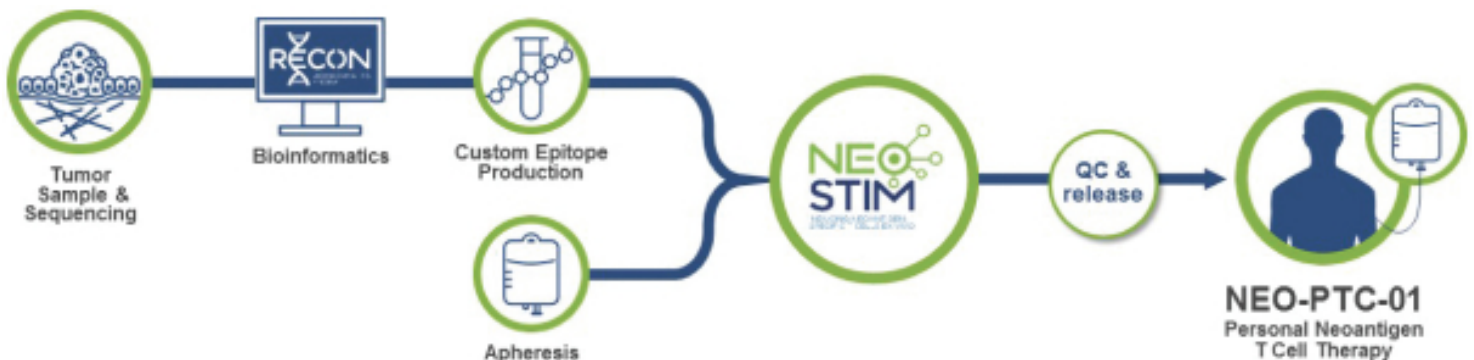 RECON
Bioinformatics
Tumor
Sample &
Sequencing
Custom Epitope
Production
Apheresis
NEO
STIM
QC &
release
NEO-PTC-01
Personal Neoantigen
T Cell Therapy